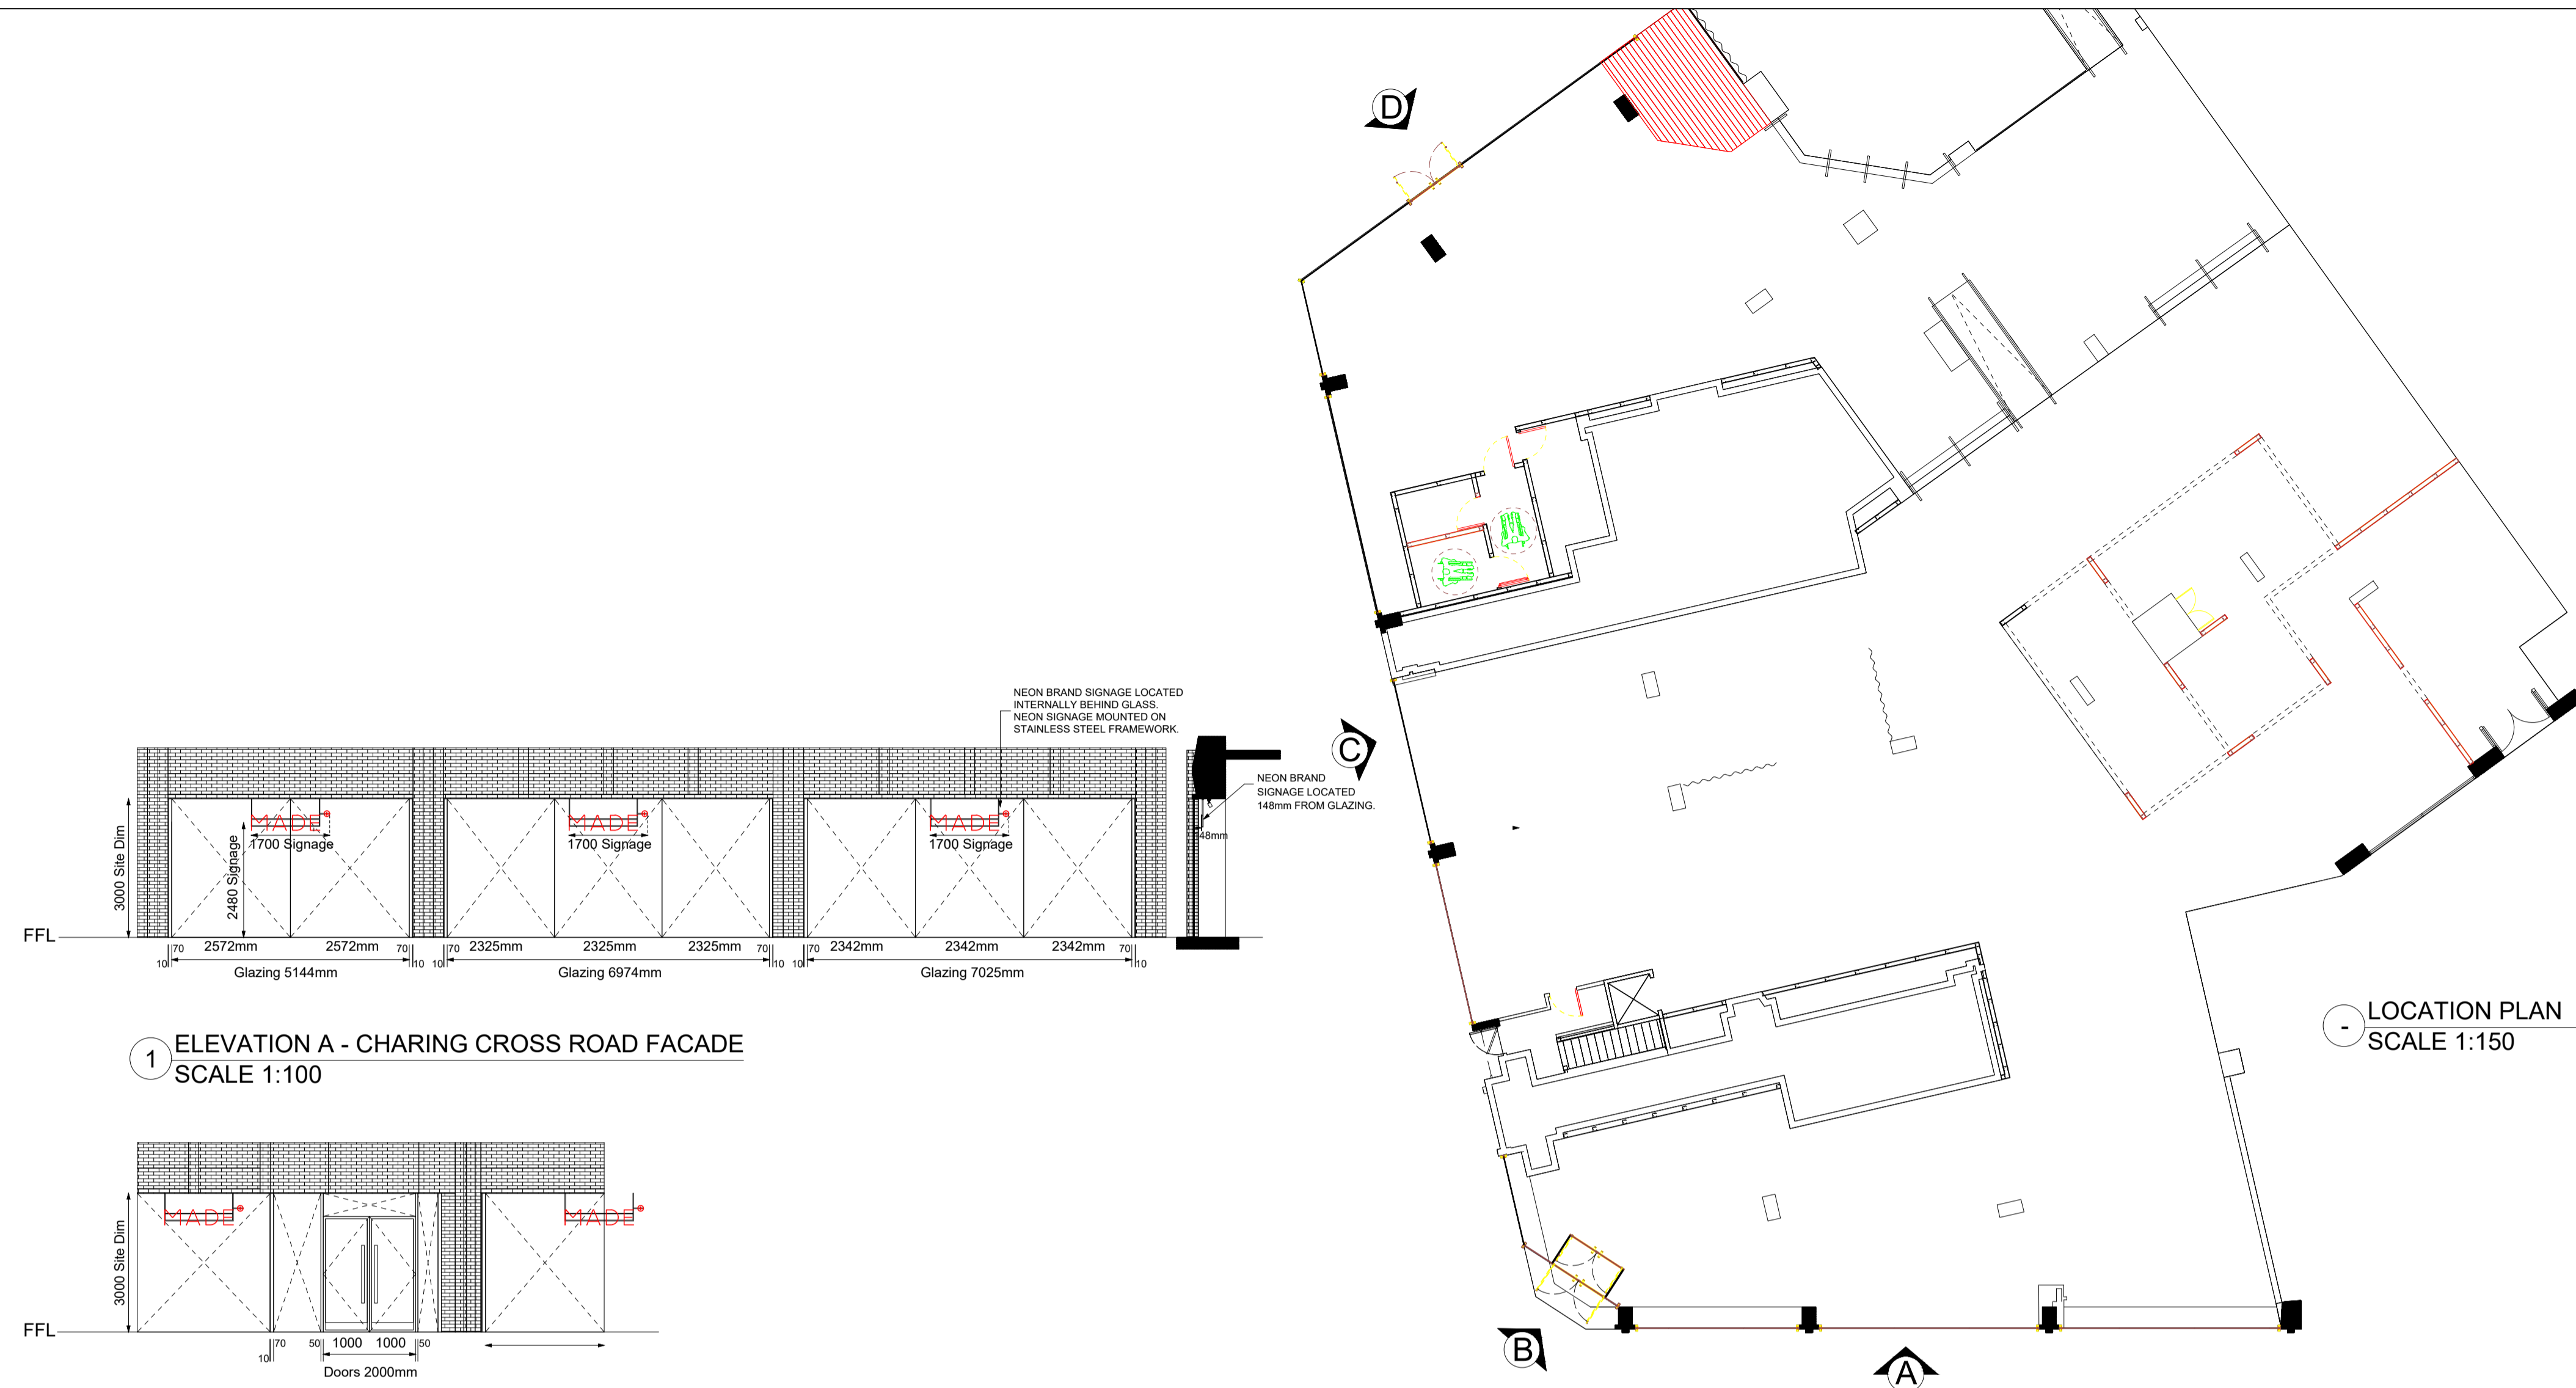 D
C
B
A
NEON BRAND SIGNAGE LOCATED
INTERNALLY BEHIND GLASS.
NEON SIGNAGE MOUNTED ON
STAINLESS STEEL FRAMEWORK.
NEON BRAND
SIGNAGE LOCATED
148mm FROM GLAZING.
3000 Site Dim
2480 Signage
MADE
1700 Signage
MADE
1700 Signage
MADE
1700 Signage
48mm
FFL
10 70 2572mm 2572mm 70 10
Glazing 5144mm
10 70 2325mm 2325mm 2325mm 70 10
Glazing 6974mm
10 70 2342mm 2342mm 2342mm 70 10
Glazing 7025mm
1 ELEVATION A - CHARING CROSS ROAD FACADE
SCALE 1:100
- LOCATION PLAN
SCALE 1:150
3000 Site Dim
MADE
MADE
FFL
10 70 50 1000 1000 50
Doors 2000mm